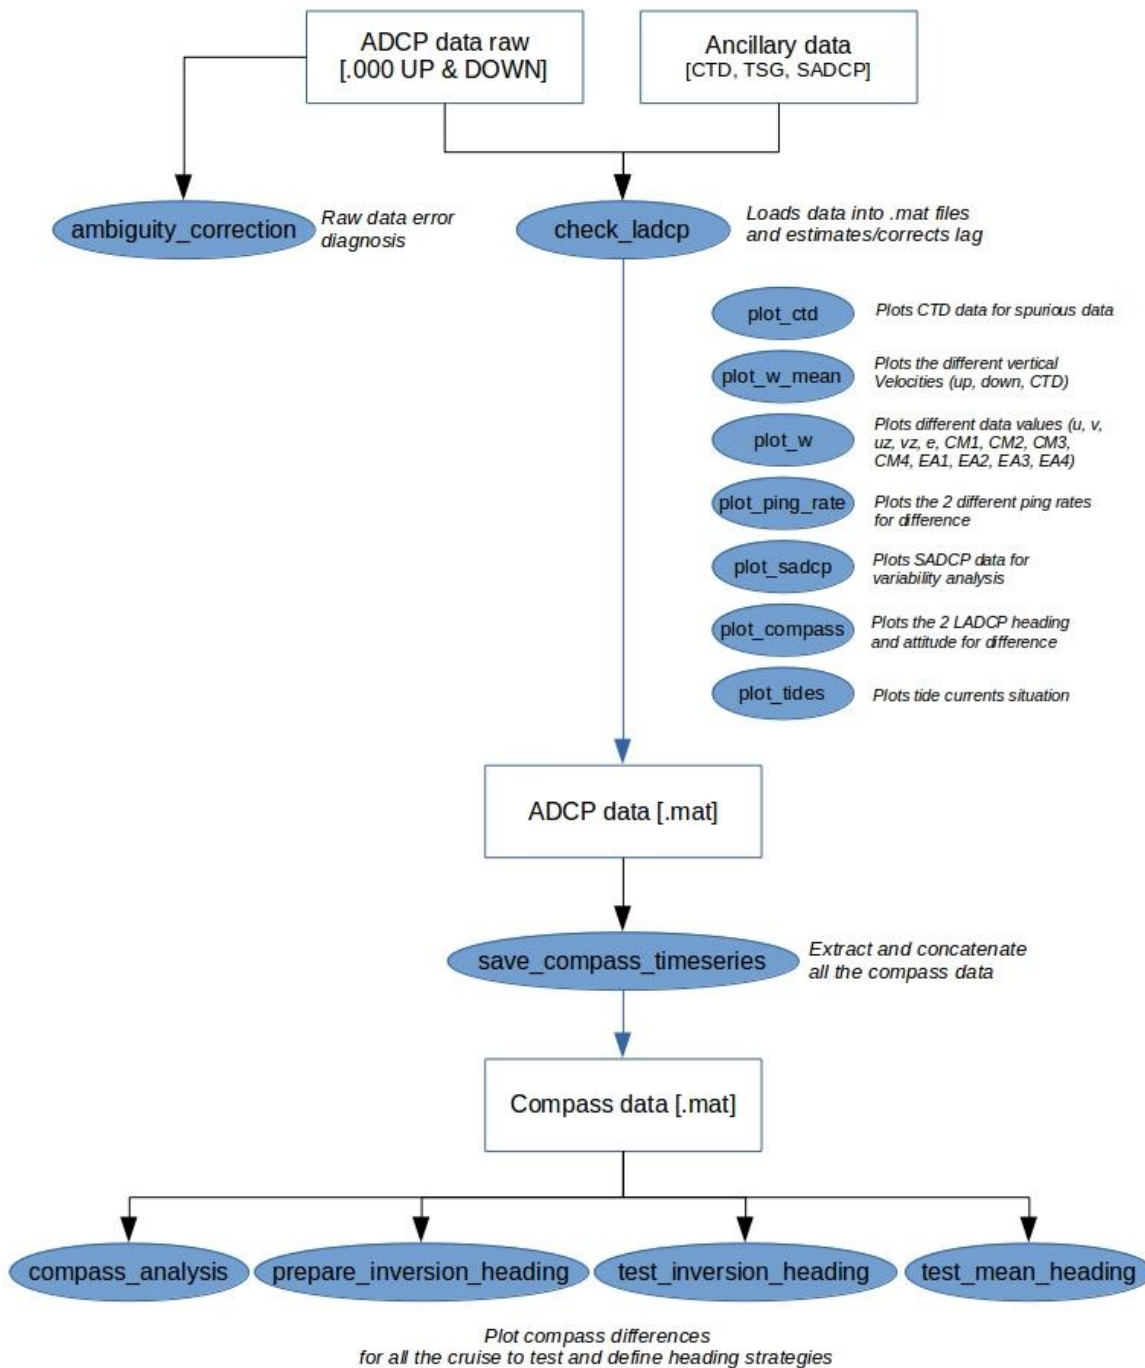 ADCP data raw
[.000 UP & DOWN]
Ancillary data
[CTD, TSG, SADCP]
ambiguity_correction
Raw data error
diagnosis
check_ladcp
Loads data into .mat files
and estimates/corrects lag
plot_ctd
Plots CTD data for spurious data
plot_w_mean
Plots the different vertical
Velocities (up, down, CTD)
plot_w
Plots different data values (u, v,
uz, vz, e, CM1, CM2, CM3,
CM4, EA1, EA2, EA3, EA4)
plot_ping_rate
Plots the 2 different ping rates
for difference
plot_sadcp
Plots SADCP data for
variability analysis
plot_compass
Plots the 2 LADCP heading
and attitude for difference
plot_tides
Plots tide currents situation
ADCP data [.mat]
save_compass_timeseries
Extract and concatenate
all the compass data
Compass data [.mat]
compass_analysis
prepare_inversion_heading
test_inversion_heading
test_mean_heading
Plot compass differences
for all the cruise to test and define heading strategies